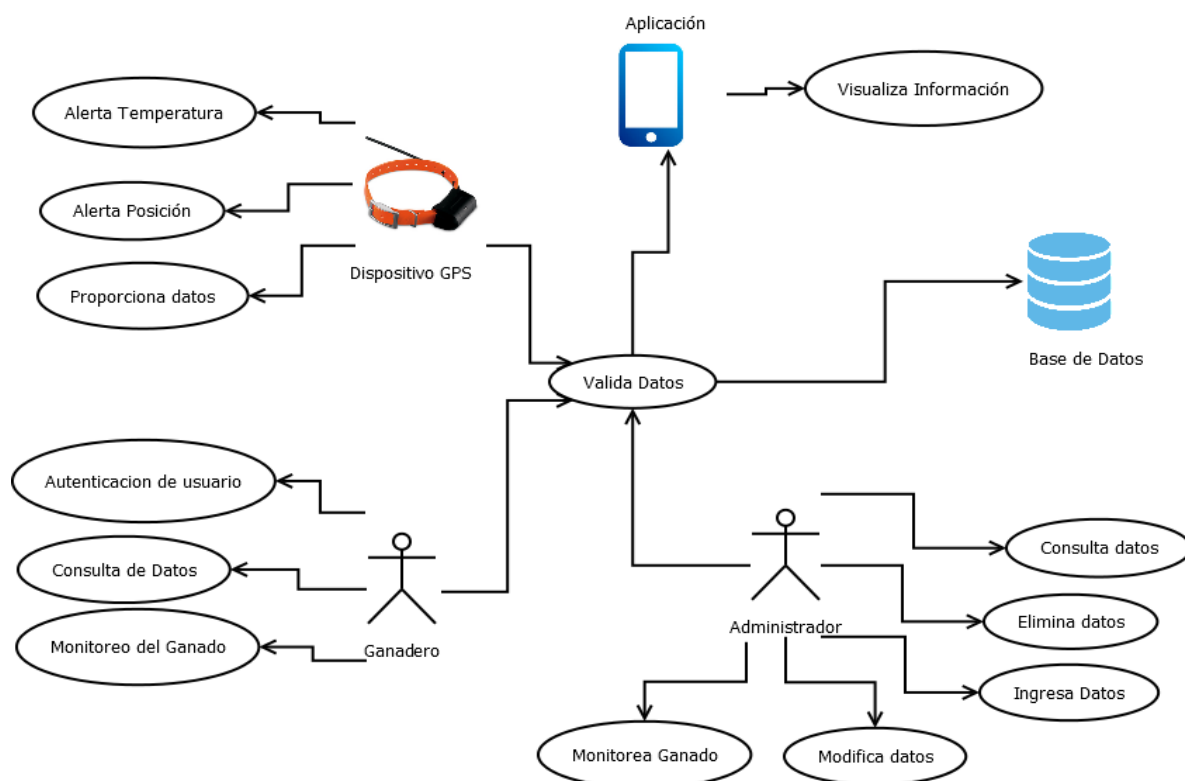 Aplicación
Visualiza Información
Alerta Temperatura
Alerta Posición
Proporciona datos
Dispositivo GPS
Valida Datos
Base de Datos
Autenticacion de usuario
Consulta de Datos
Monitoreo del Ganado
Ganadero
Administrador
Consulta datos
Elimina datos
Ingresa Datos
Monitorea Ganado
Modifica datos